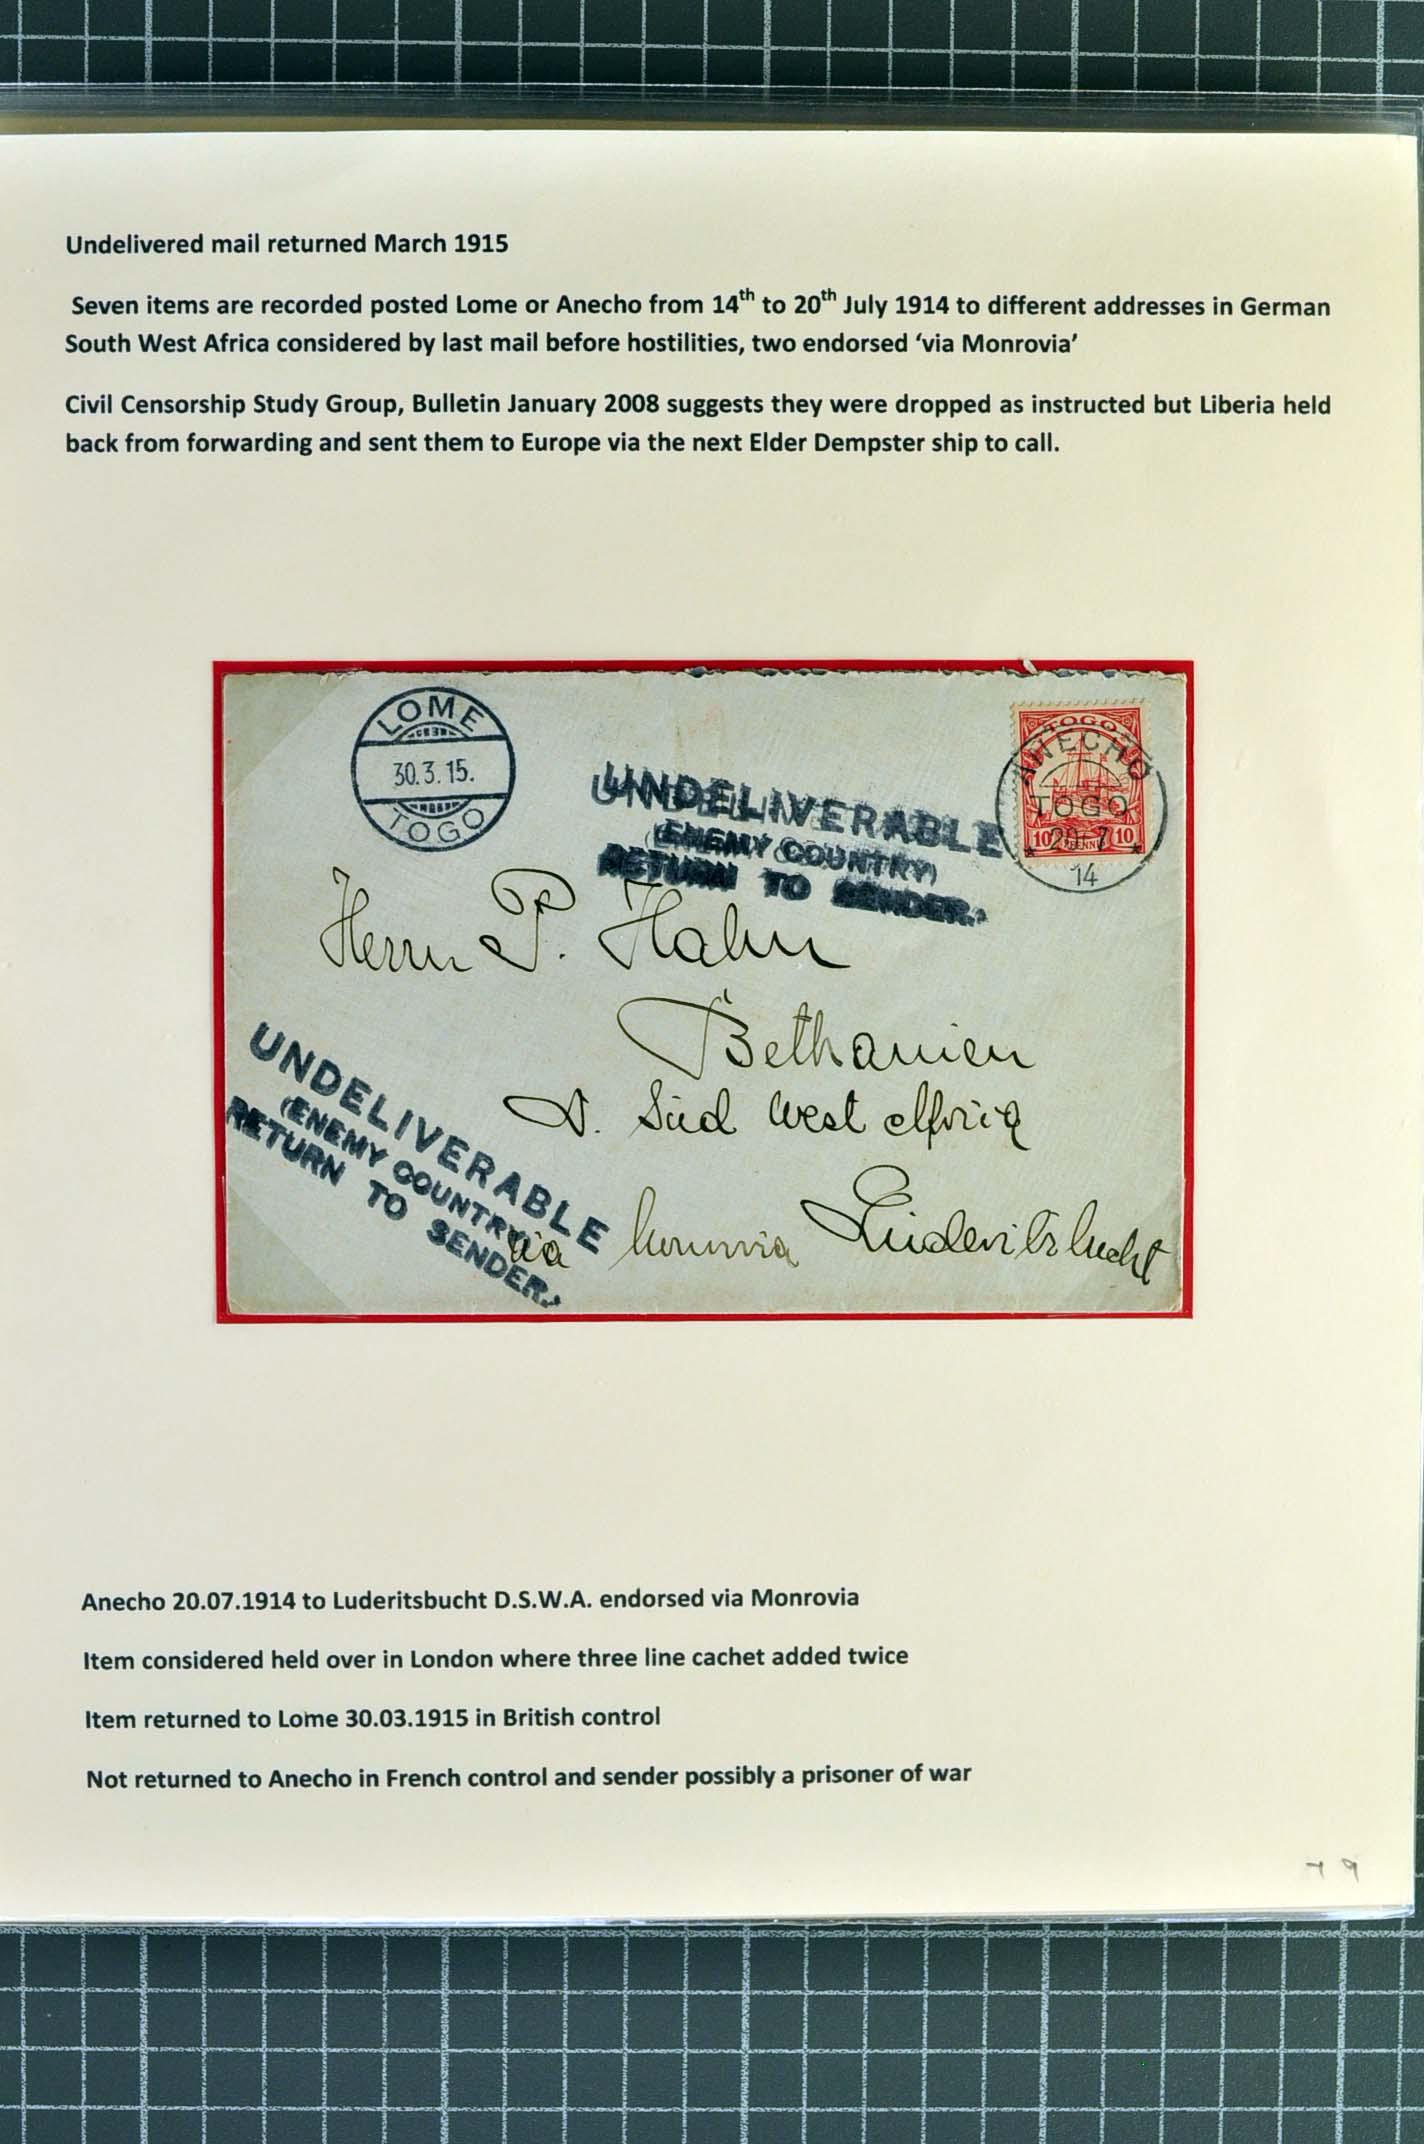 Undelivered mail returned March 1915
Seven items are recorded posted Lome or Anecho from 14th to 20th July 1914 to different addresses in German
South West Africa considered by last mail before hostilities, two endorsed ‘via Monrovia’
Civil Censorship Study Group, Bulletin January 2008 suggests they were dropped as instructed but Liberia held
back from forwarding and sent them to Europe via the next Elder Dempster ship to call.
LOME
30.3.15.
TOGO
UNDELIVERABLE
(ENEMY COUNTRY)
RETURN TO SENDER.
TOGO
10 PFENNIG 10
ANECHO
TOGO
20 7
14
Herrn P. Hahn
Bethanien
D. Süd West Africa
via Lüderitzbucht
UNDELIVERABLE
(ENEMY COUNTRY)
RETURN TO SENDER.
Anecho 20.07.1914 to Luderitsbucht D.S.W.A. endorsed via Monrovia
Item considered held over in London where three line cachet added twice
Item returned to Lome 30.03.1915 in British control
Not returned to Anecho in French control and sender possibly a prisoner of war